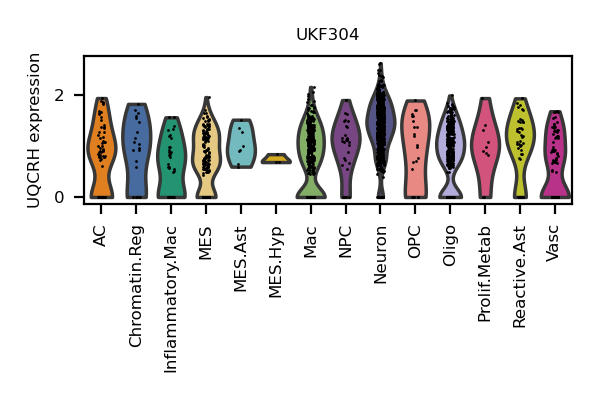 UKF304
UQCRH expression
2
0
AC
Chromatin.Reg
Inflammatory.Mac
MES
MES.Ast
MES.Hyp
Mac
NPC
Neuron
OPC
Oligo
Prolif.Metab
Reactive.Ast
Vasc